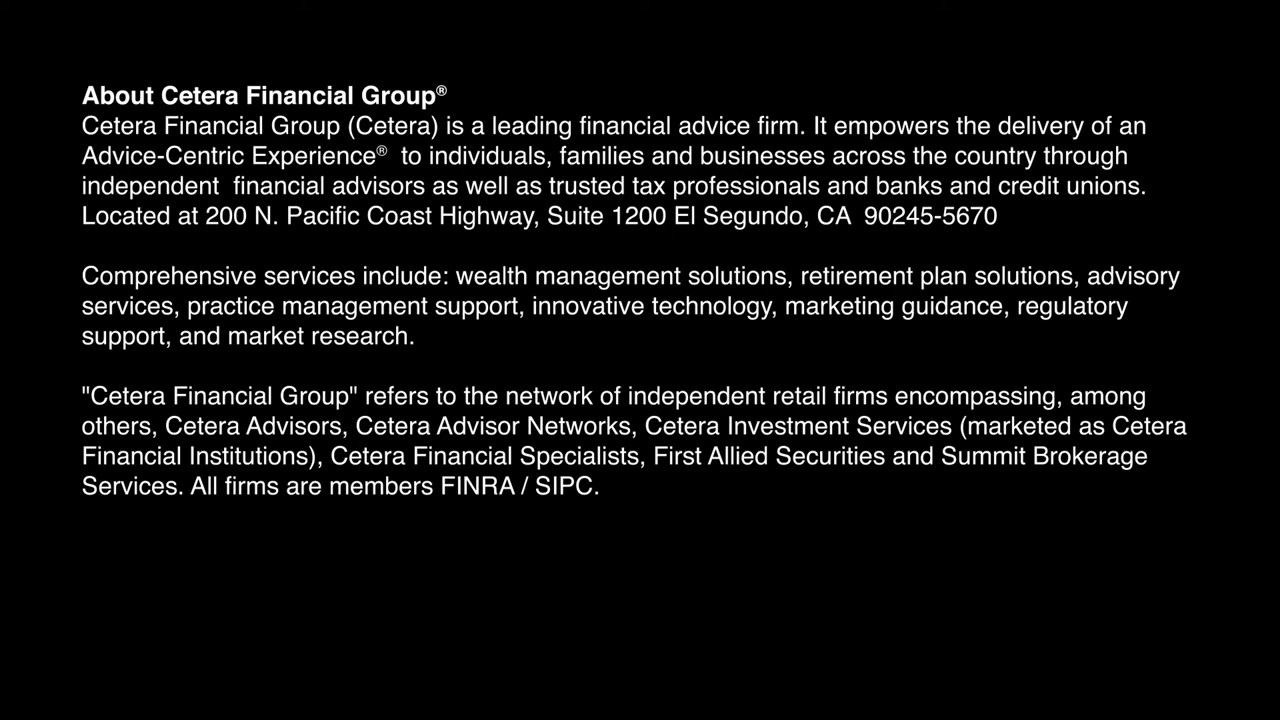 About Cetera Financial Group®
Cetera Financial Group (Cetera) is a leading financial advice firm. It empowers the delivery of an
Advice-Centric Experience® to individuals, families and businesses across the country through
independent financial advisors as well as trusted tax professionals and banks and credit unions.
Located at 200 N. Pacific Coast Highway, Suite 1200 El Segundo, CA 90245-5670
Comprehensive services include: wealth management solutions, retirement plan solutions, advisory
services, practice management support, innovative technology, marketing guidance, regulatory
support, and market research.
"Cetera Financial Group" refers to the network of independent retail firms encompassing, among
others, Cetera Advisors, Cetera Advisor Networks, Cetera Investment Services (marketed as Cetera
Financial Institutions), Cetera Financial Specialists, First Allied Securities and Summit Brokerage
Services. All firms are members FINRA / SIPC.